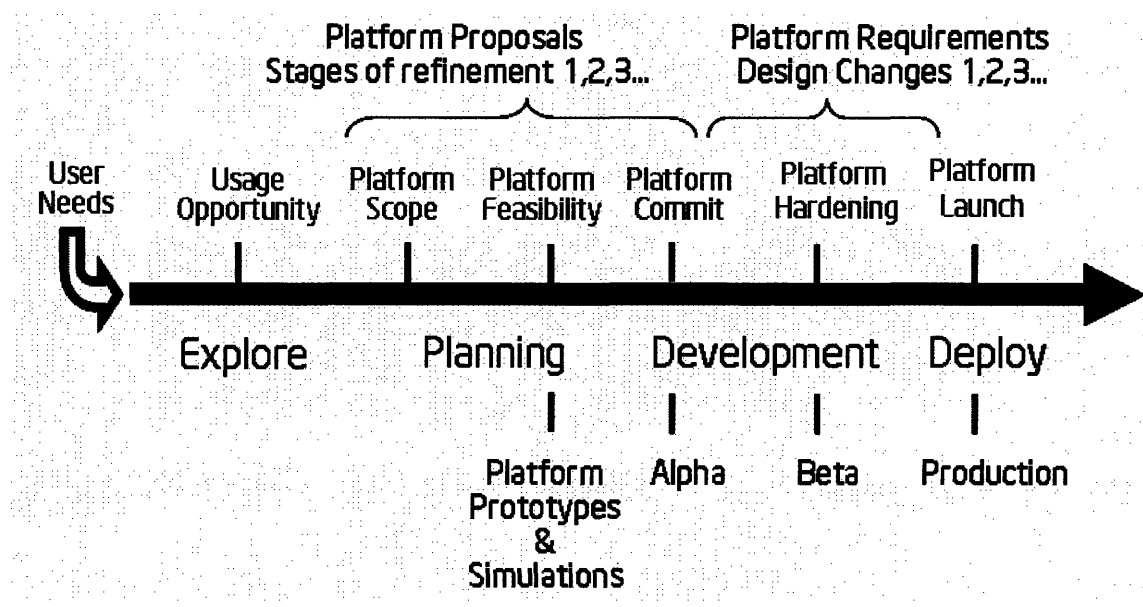 Platform Proposals
Stages of refinement 1,2,3...
Platform Requirements
Design Changes 1,2,3...
User
Needs
Usage
Opportunity
Platform
Scope
Platform
Feasibility
Platform
Commit
Platform
Hardening
Platform
Launch
Explore
Planning
Development
Deploy
Platform
Prototypes
&
Simulations
Alpha
Beta
Production